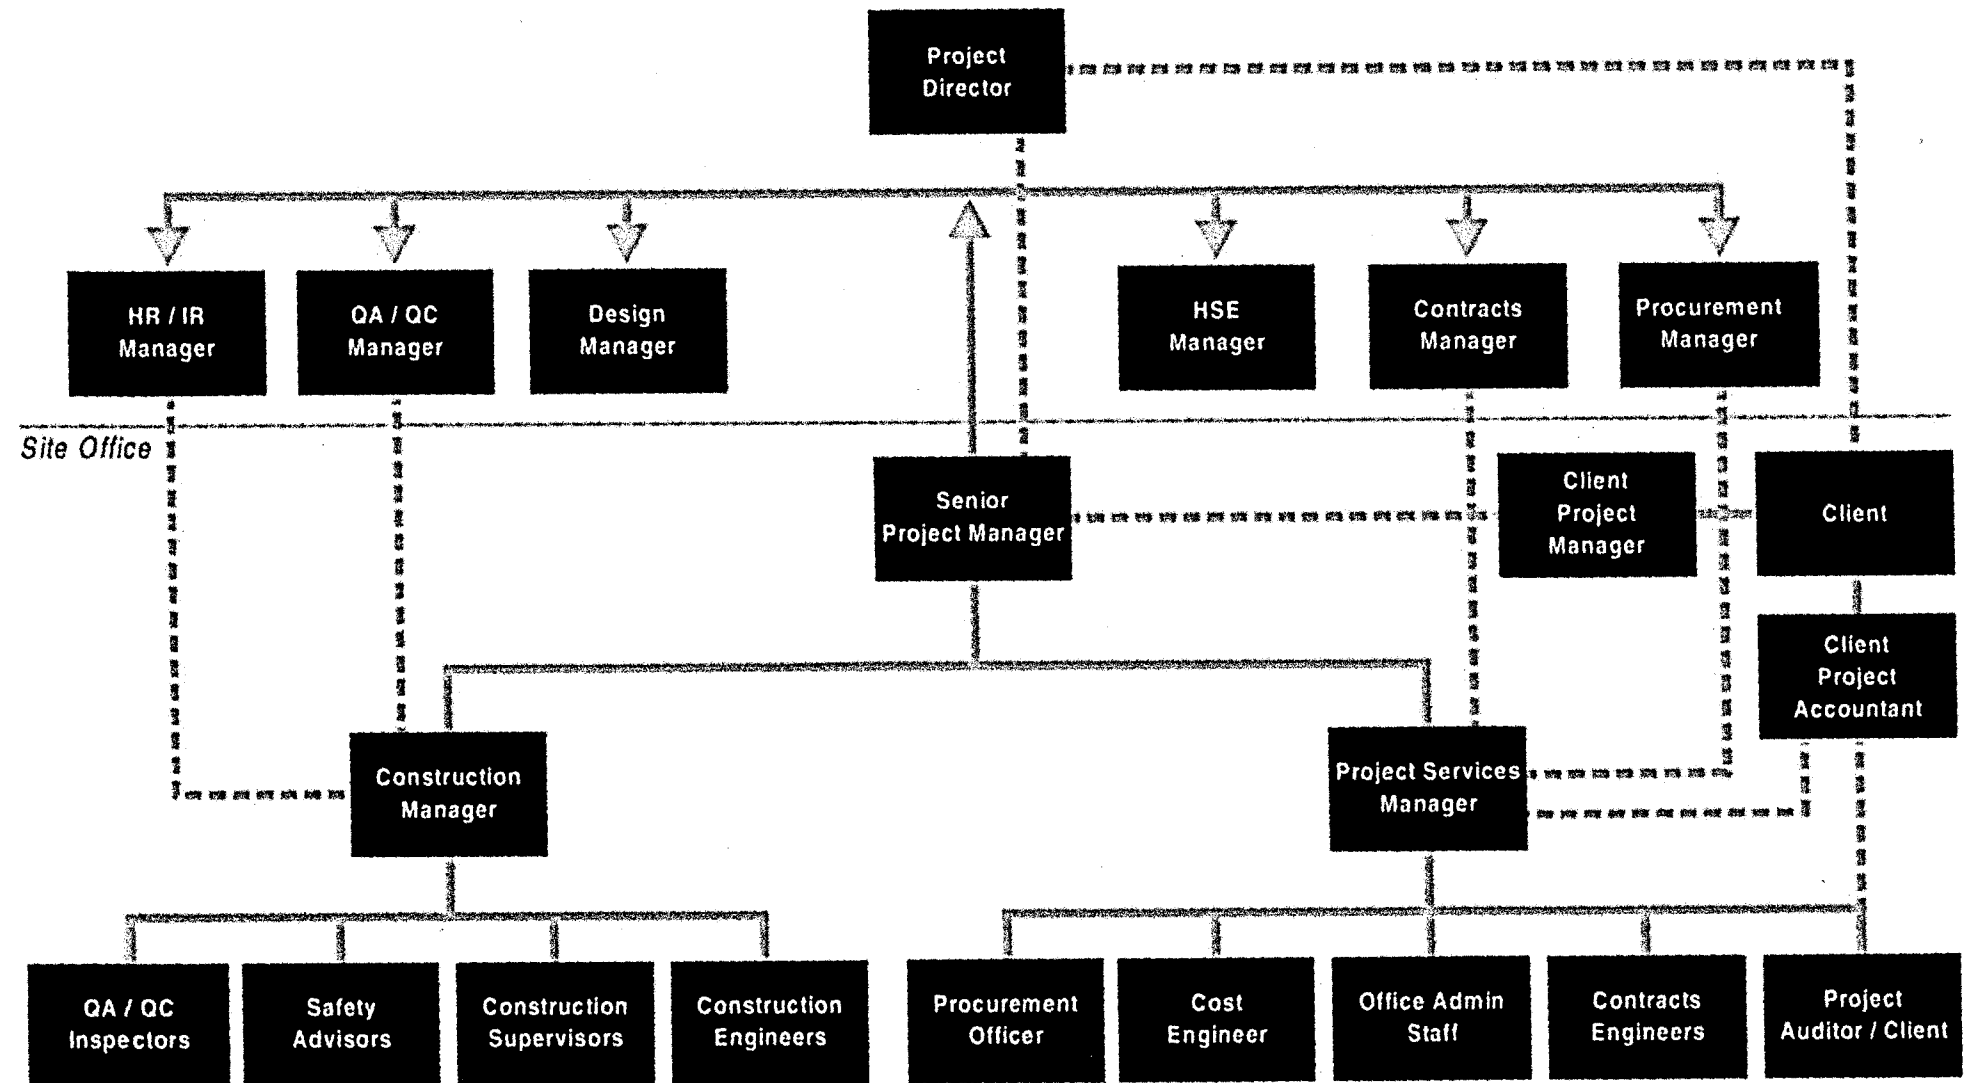 Project
Director
HR / IR
Manager
QA / QC
Manager
Design
Manager
HSE
Manager
Contracts
Manager
Procurement
Manager
Site Office
Senior
Project Manager
Client
Project
Manager
Client
Client
Project
Accountant
Construction
Manager
Project Services
Manager
QA / QC
Inspectors
Safety
Advisors
Construction
Supervisors
Construction
Engineers
Procurement
Officer
Cost
Engineer
Office Admin
Staff
Contracts
Engineers
Project
Auditor / Client